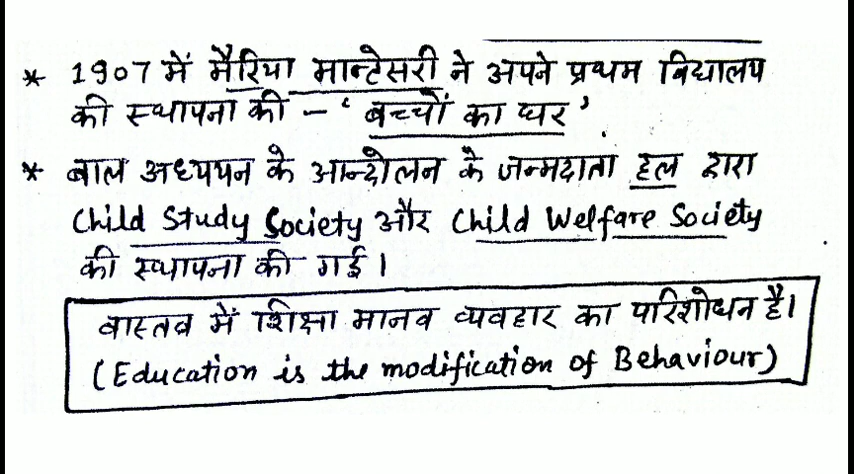 * 1907 में मैरिया मान्टेसरी ने अपने प्रथम विद्यालय
की स्थापना की – ‘बच्चों का घर’.
* बाल अध्ययन के आन्दोलन के जन्मदाता हॉल द्वारा
Child Study Society और Child Welfare Society
की स्थापना की गई।
वास्तव में शिक्षा मानव व्यवहार का परिशोधन है।
(Education is the modification of Behaviour)